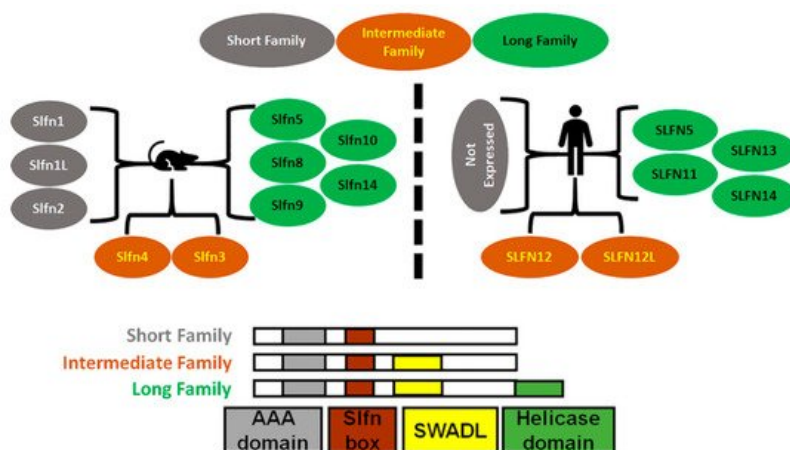 Short Family
Intermediate
Family
Long Family
Slfn1
Slfn1L
Slfn2
Slfn5
Slfn10
Slfn8
Slfn14
Slfn9
Slfn4
Slfn3
Not
Expressed
SLFN5
SLFN13
SLFN11
SLFN14
SLFN12
SLFN12L
Short Family
Intermediate Family
Long Family
AAA
domain
Slfn
box
SWADL
Helicase
domain